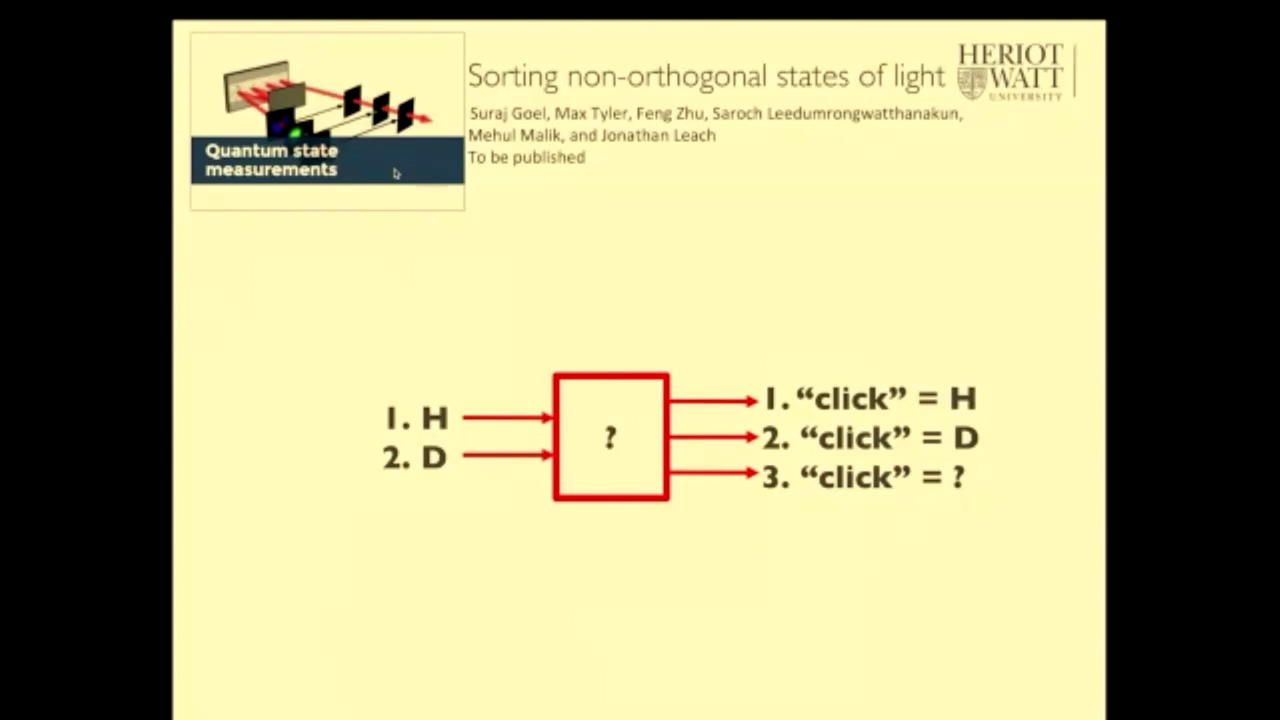 Sorting non-orthogonal states of light
HERIOT
WATT
UNIVERSITY
Suraj Goel, Max Tyler, Feng Zhu, Saroch Leedumrongwatthanakun,
Mehul Malik, and Jonathan Leach
To be published
Quantum state
measurements
1. H
2. D
?
1. “click” = H
2. “click” = D
3. “click” = ?